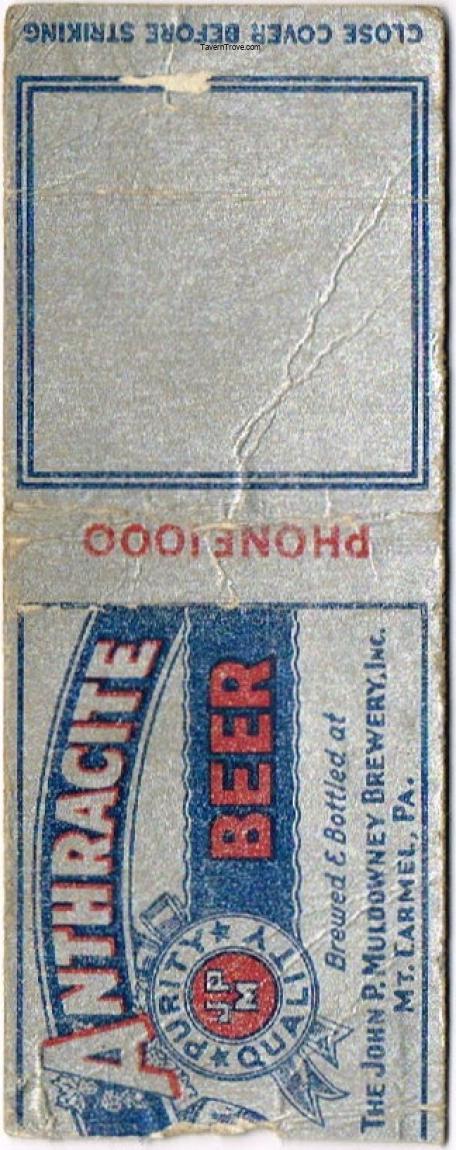 CLOSE COVER BEFORE STRIKING
TavernTrove.com
PHONE 1000
ANTHRACITE
BEER
PURITY
QUALITY
JPM
Brewed & Bottled at
THE JOHN P. MULDOWNEY BREWERY, INC.
MT. CARMEL, PA.